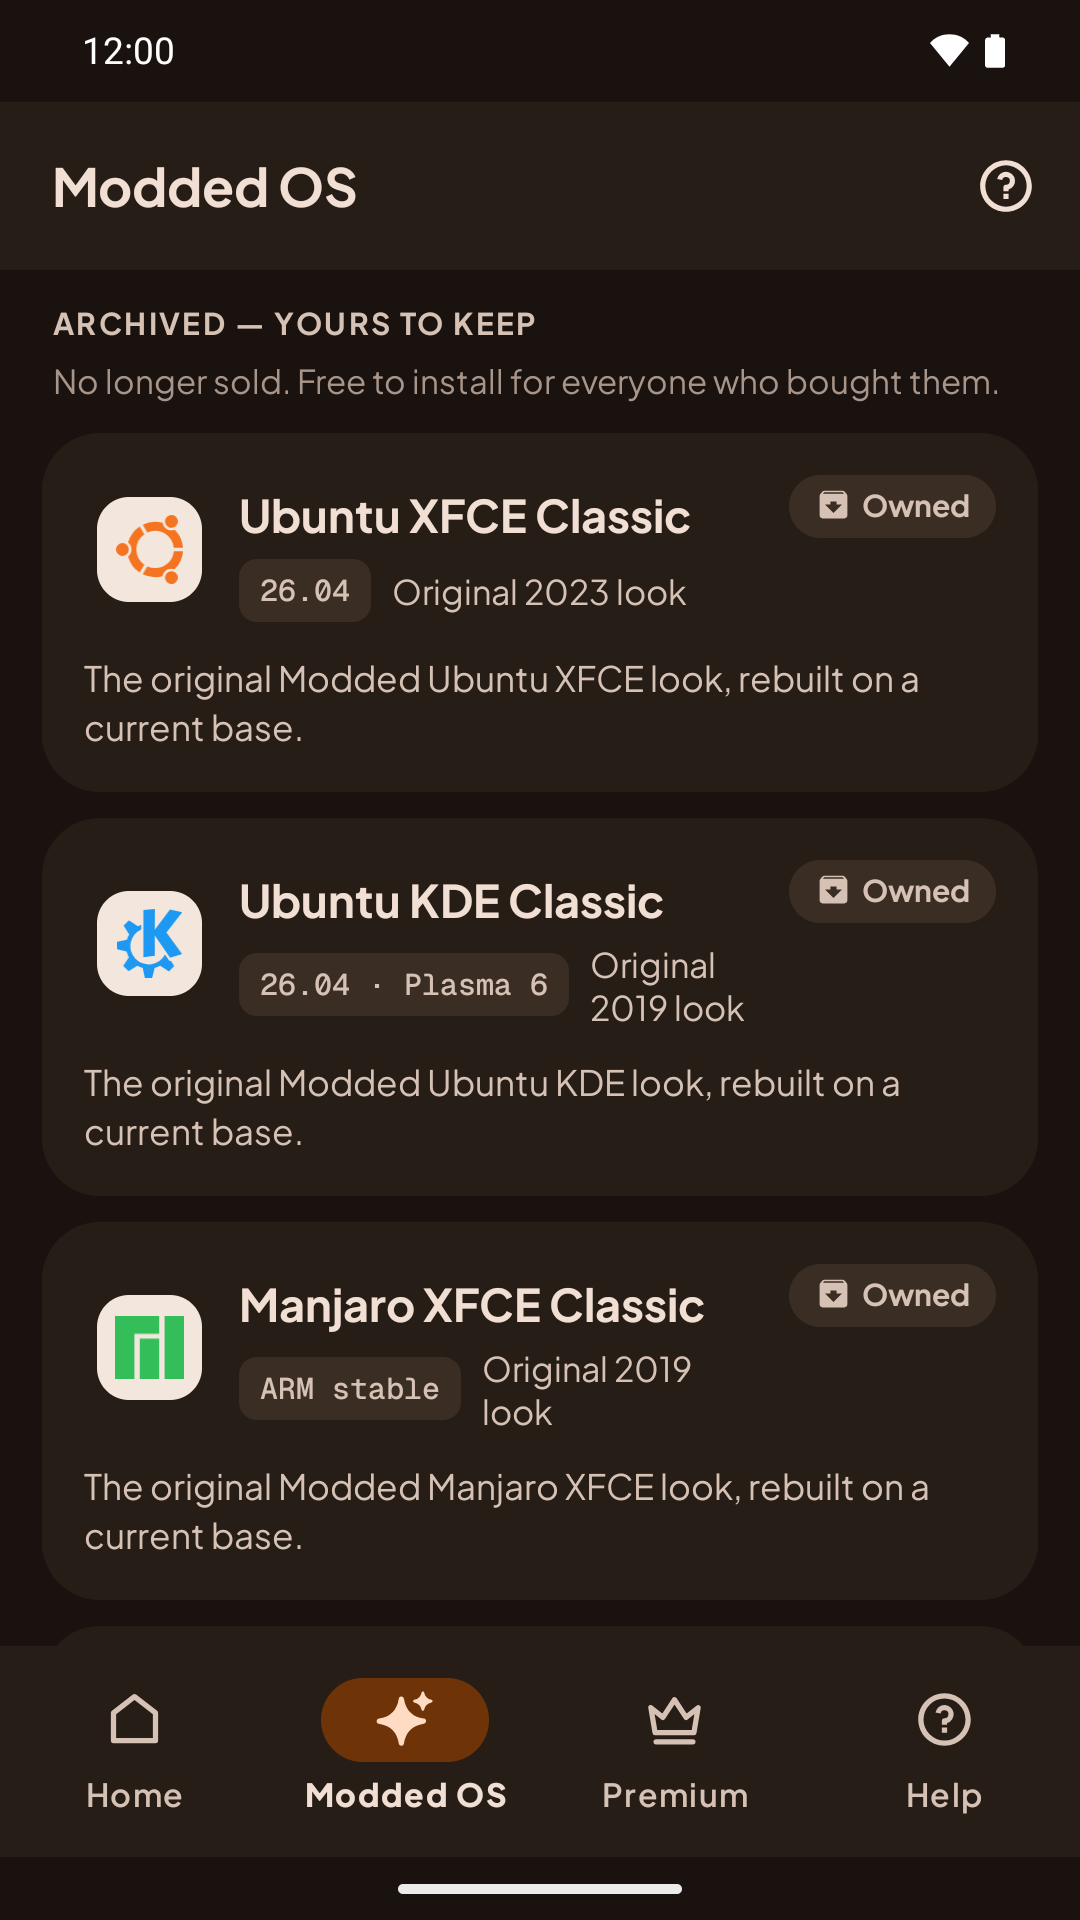 12:00
Modded OS
ARCHIVED — YOURS TO KEEP
No longer sold. Free to install for everyone who bought them.
Ubuntu XFCE Classic
Owned
26.04
Original 2023 look
The original Modded Ubuntu XFCE look, rebuilt on a
current base.
Ubuntu KDE Classic
Owned
26.04 · Plasma 6
Original
2019 look
The original Modded Ubuntu KDE look, rebuilt on a
current base.
Manjaro XFCE Classic
Owned
ARM stable
Original 2019
look
The original Modded Manjaro XFCE look, rebuilt on a
current base.
Home
Modded OS
Premium
Help